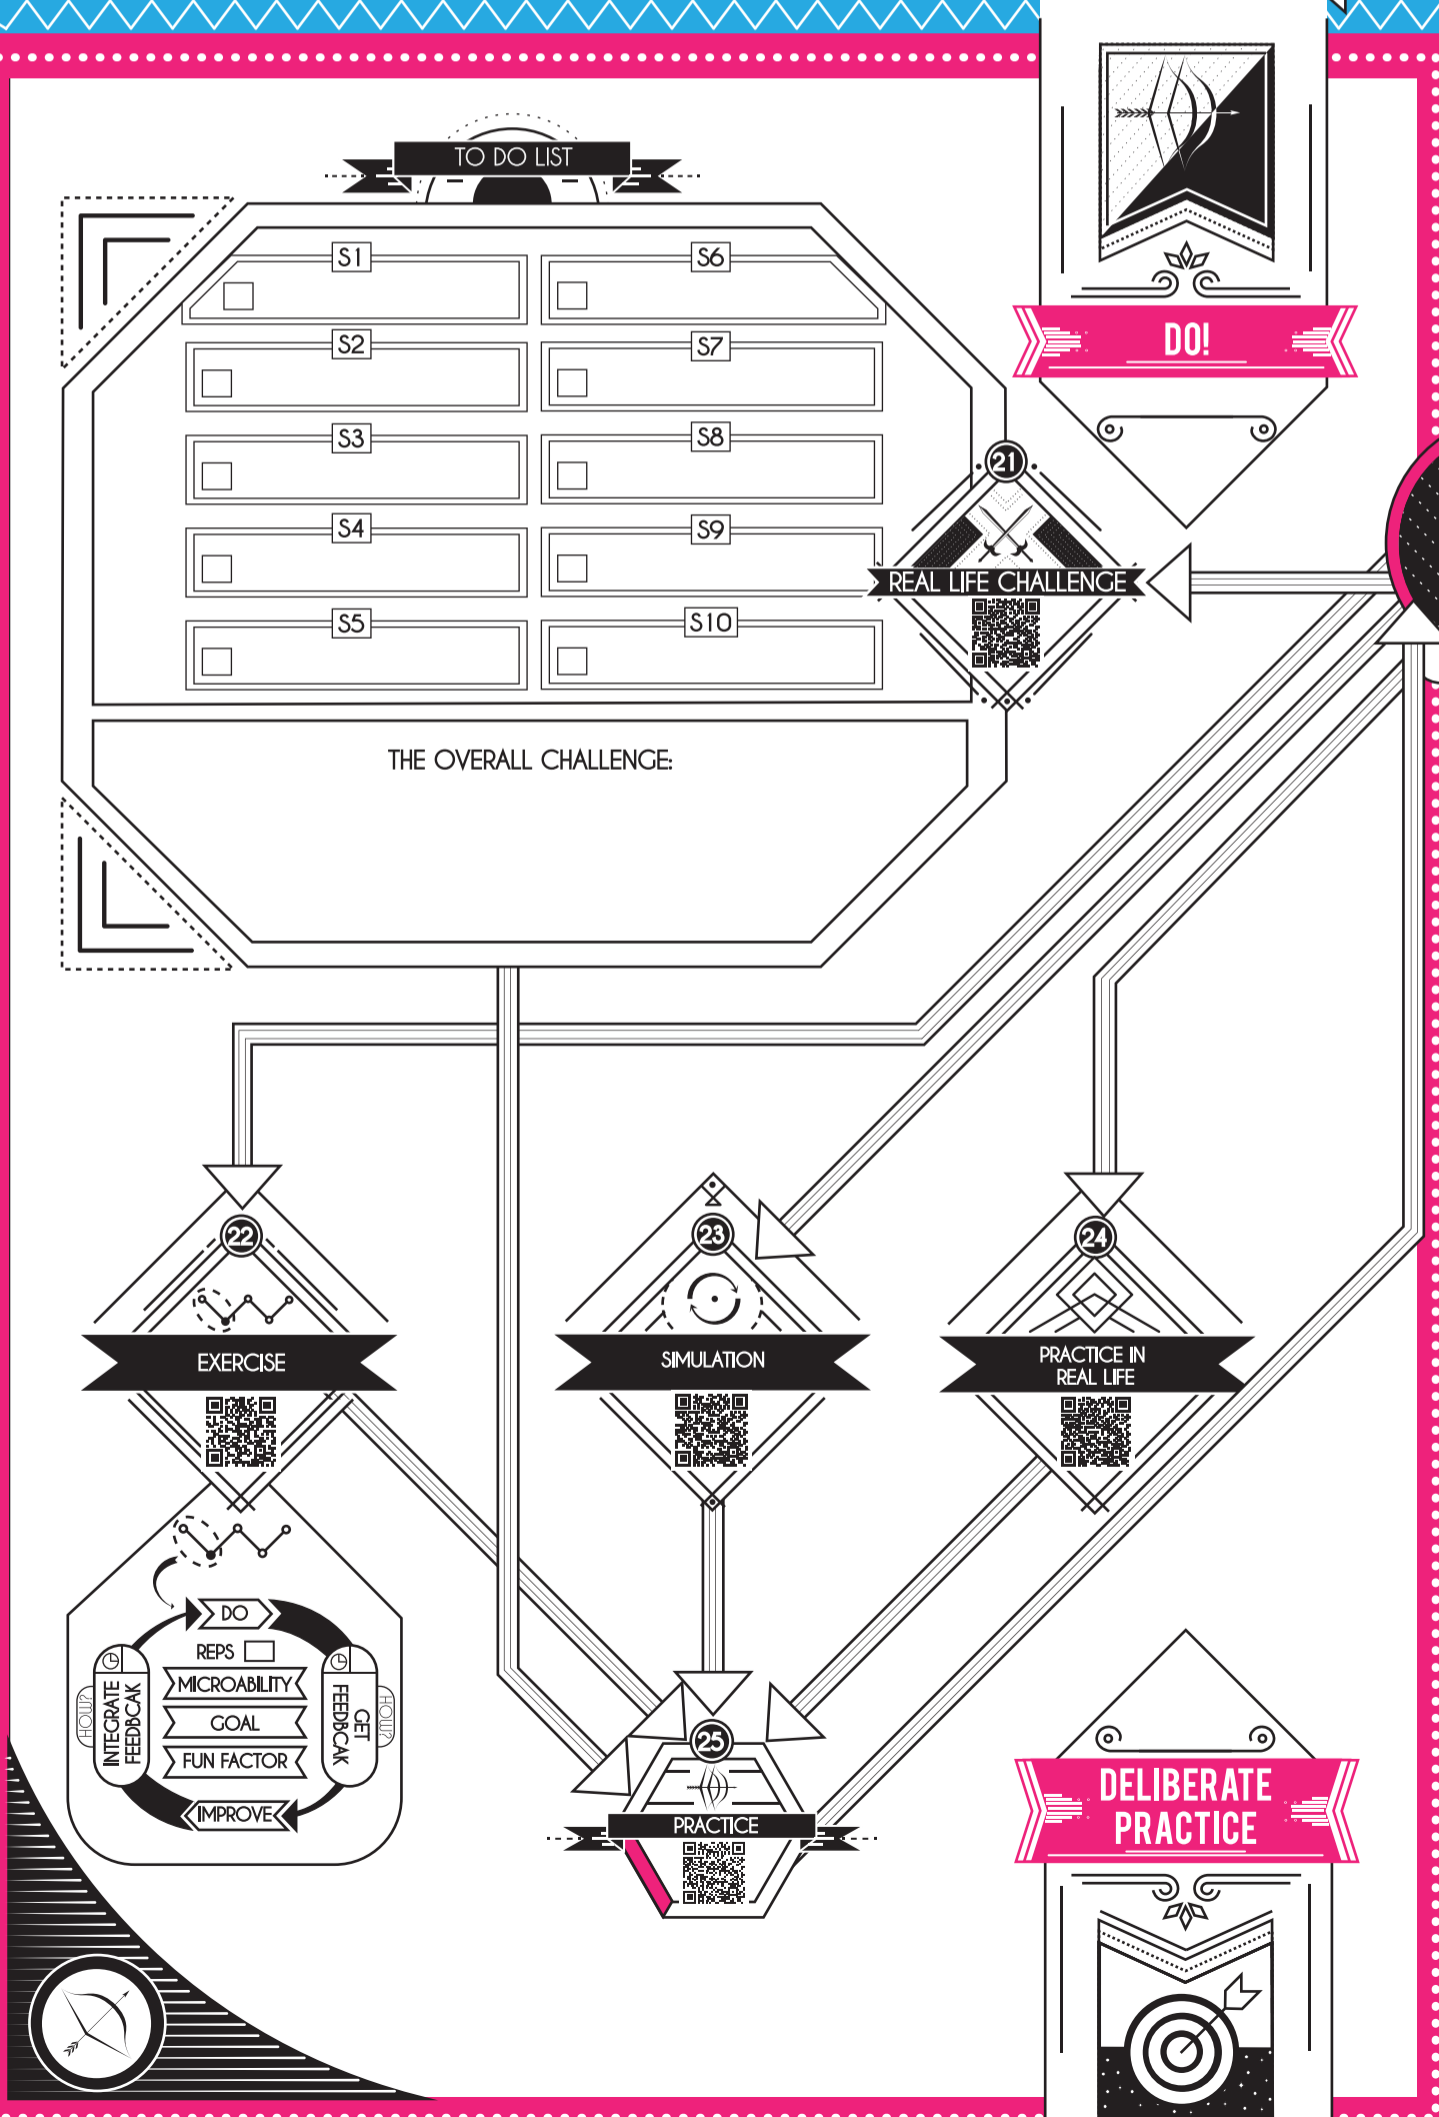 TO DO LIST
S1
S6
S2
S7
S3
S8
S4
S9
S5
S10
THE OVERALL CHALLENGE:
DO!
21
REAL LIFE CHALLENGE
22
EXERCISE
23
SIMULATION
24
PRACTICE IN
REAL LIFE
DO
REPS
MICROABILITY
GOAL
FUN FACTOR
IMPROVE
HOW?
INTEGRATE
FEEDBCAK
GET
FEEDBCAK
HOW?
25
PRACTICE
DELIBERATE
PRACTICE